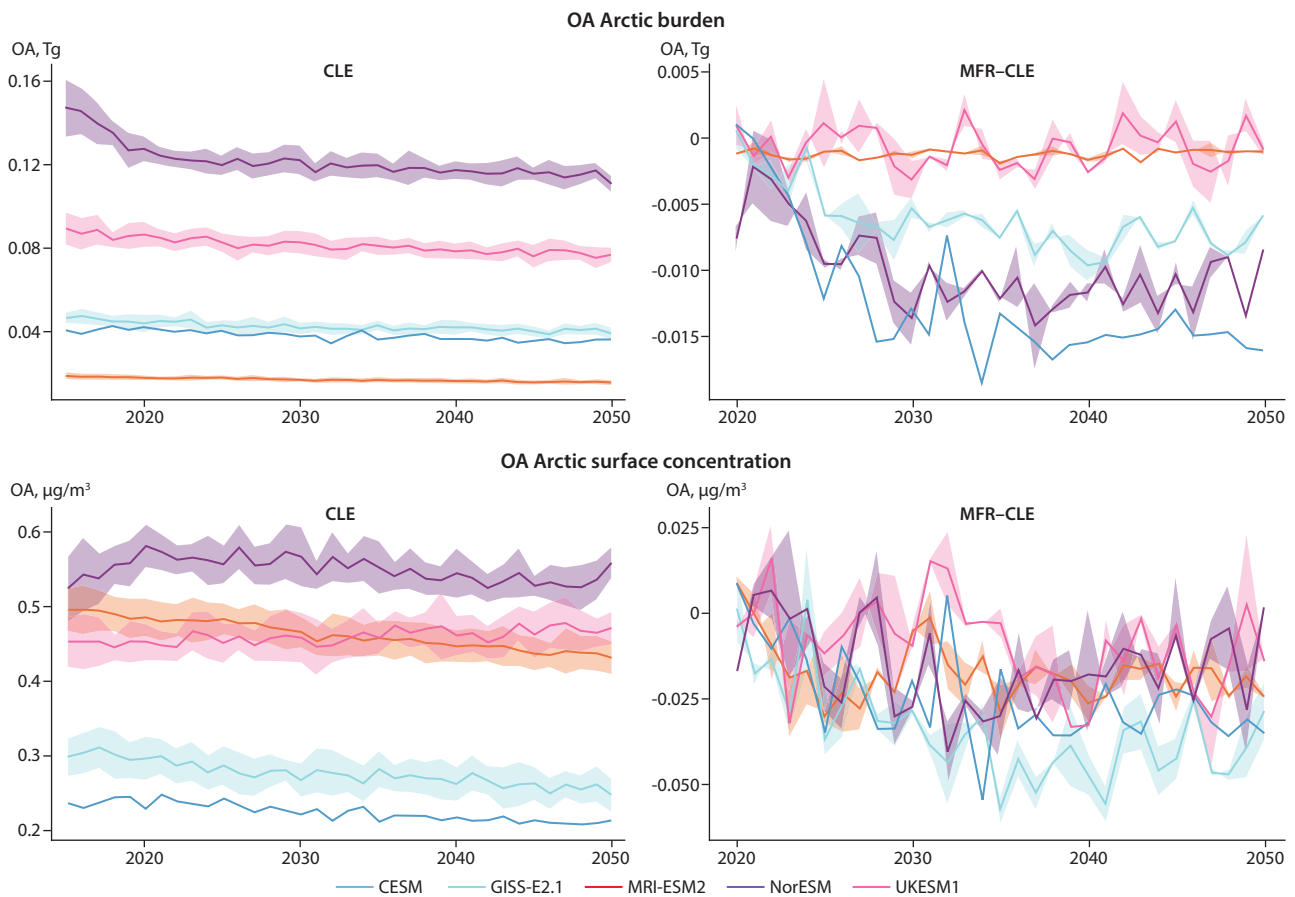 OA Arctic burden
OA, Tg
CLE
0.16
0.12
0.08
0.04
2020 2030 2040 2050
OA, Tg
MFR–CLE
0.005
0
-0.005
-0.010
-0.015
2020 2030 2040 2050
OA Arctic surface concentration
OA, µg/m³
CLE
0.6
0.5
0.4
0.3
0.2
2020 2030 2040 2050
OA, µg/m³
MFR–CLE
0.025
0
-0.025
-0.050
2020 2030 2040 2050
CESM GISS-E2.1 MRI-ESM2 NorESM UKESM1